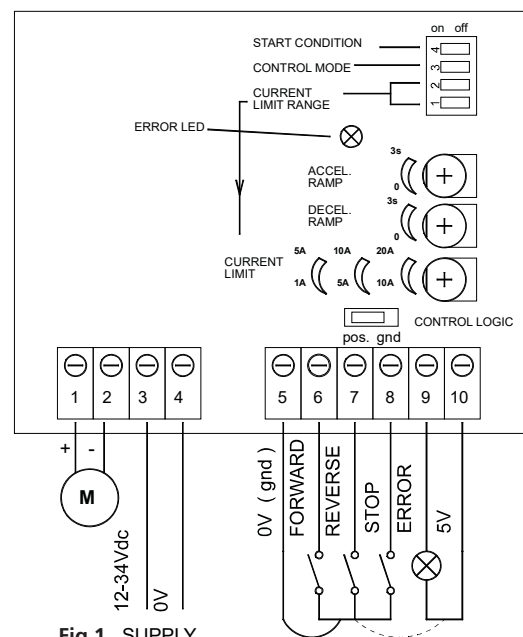 on off
START CONDITION
CONTROL MODE
CURRENT
LIMIT RANGE
4
3
2
1
ERROR LED
ACCEL.
RAMP
3s
0
DECEL.
RAMP
3s
0
CURRENT
LIMIT
5A 10A 20A
1A 5A 10A
CONTROL LOGIC
pos. gnd
1 2 3 4 5 6 7 8 9 10
+ -
M
12-34Vdc
0V
0V ( gnd )
FORWARD
REVERSE
STOP
ERROR
5V
Fig 1. SUPPLY